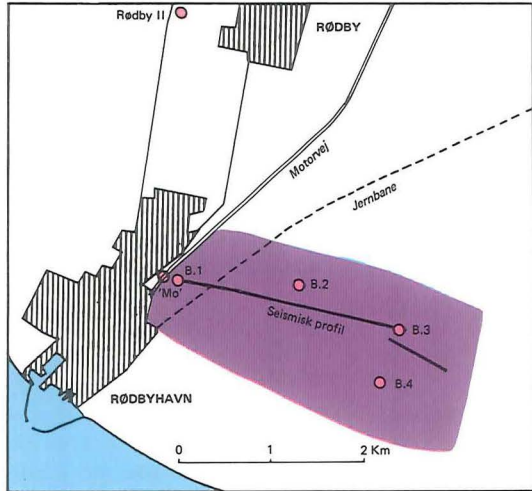 Rødby II
RØDBY
Motorvej
Jernbane
B.1
'Mo'
B.2
Seismisk profil
B.3
B.4
RØDBYHAVN
0 1 2 Km